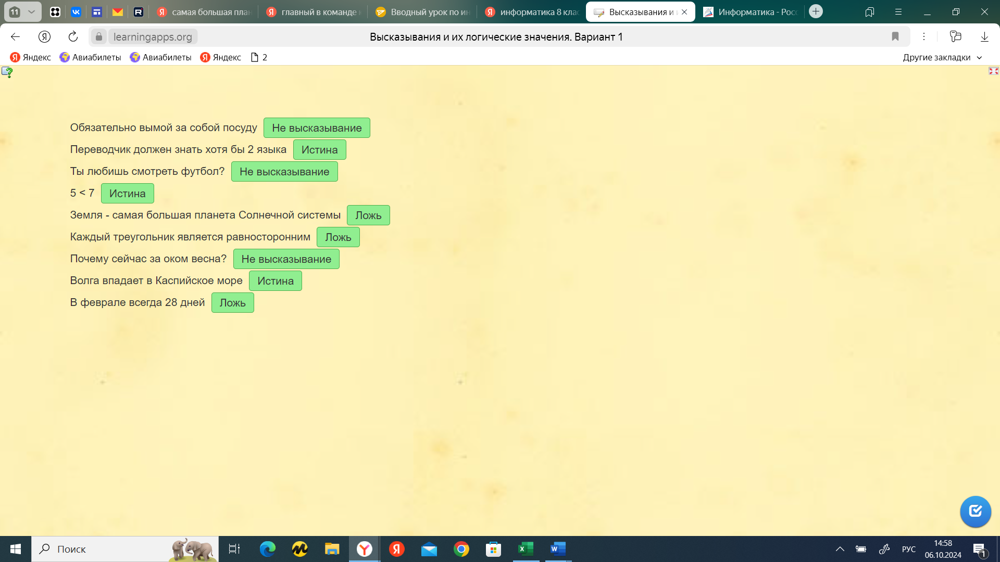 11
самая большая план
главный в команде и
Вводный урок по ин
информатика 8 клас
Высказывания и и
Информатика - Росс
learningapps.org
Высказывания и их логические значения. Вариант 1
Яндекс
Авиабилеты
Авиабилеты
Яндекс
2
Другие закладки
Обязательно вымой за собой посуду Не высказывание
Переводчик должен знать хотя бы 2 языка Истина
Ты любишь смотреть футбол? Не высказывание
5 < 7 Истина
Земля - самая большая планета Солнечной системы Ложь
Каждый треугольник является равносторонним Ложь
Почему сейчас за оком весна? Не высказывание
Волга впадает в Каспийское море Истина
В феврале всегда 28 дней Ложь
Поиск
РУС
14:58
06.10.2024
1